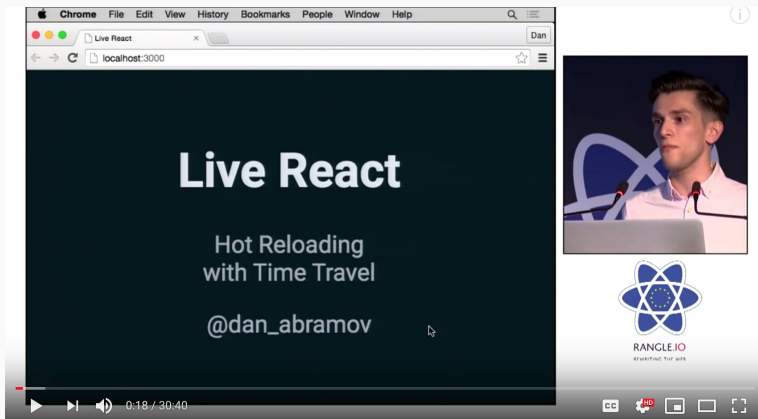 Chrome File Edit View History Bookmarks People Window Help
Live React
Dan
localhost:3000
Live React
Hot Reloading
with Time Travel
@dan_abramov
RANGLE.IO
REWRITING THE WEB
0:18 / 30:40
CC
HD